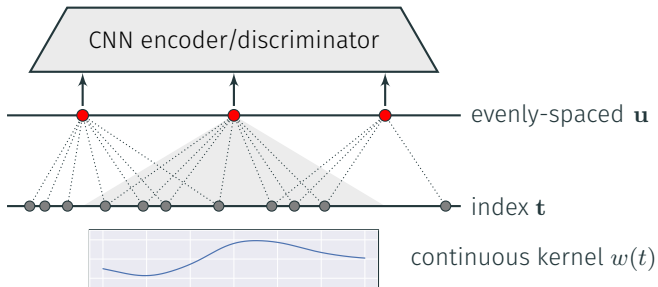 CNN encoder/discriminator
evenly-spaced u
index t
continuous kernel w(t)